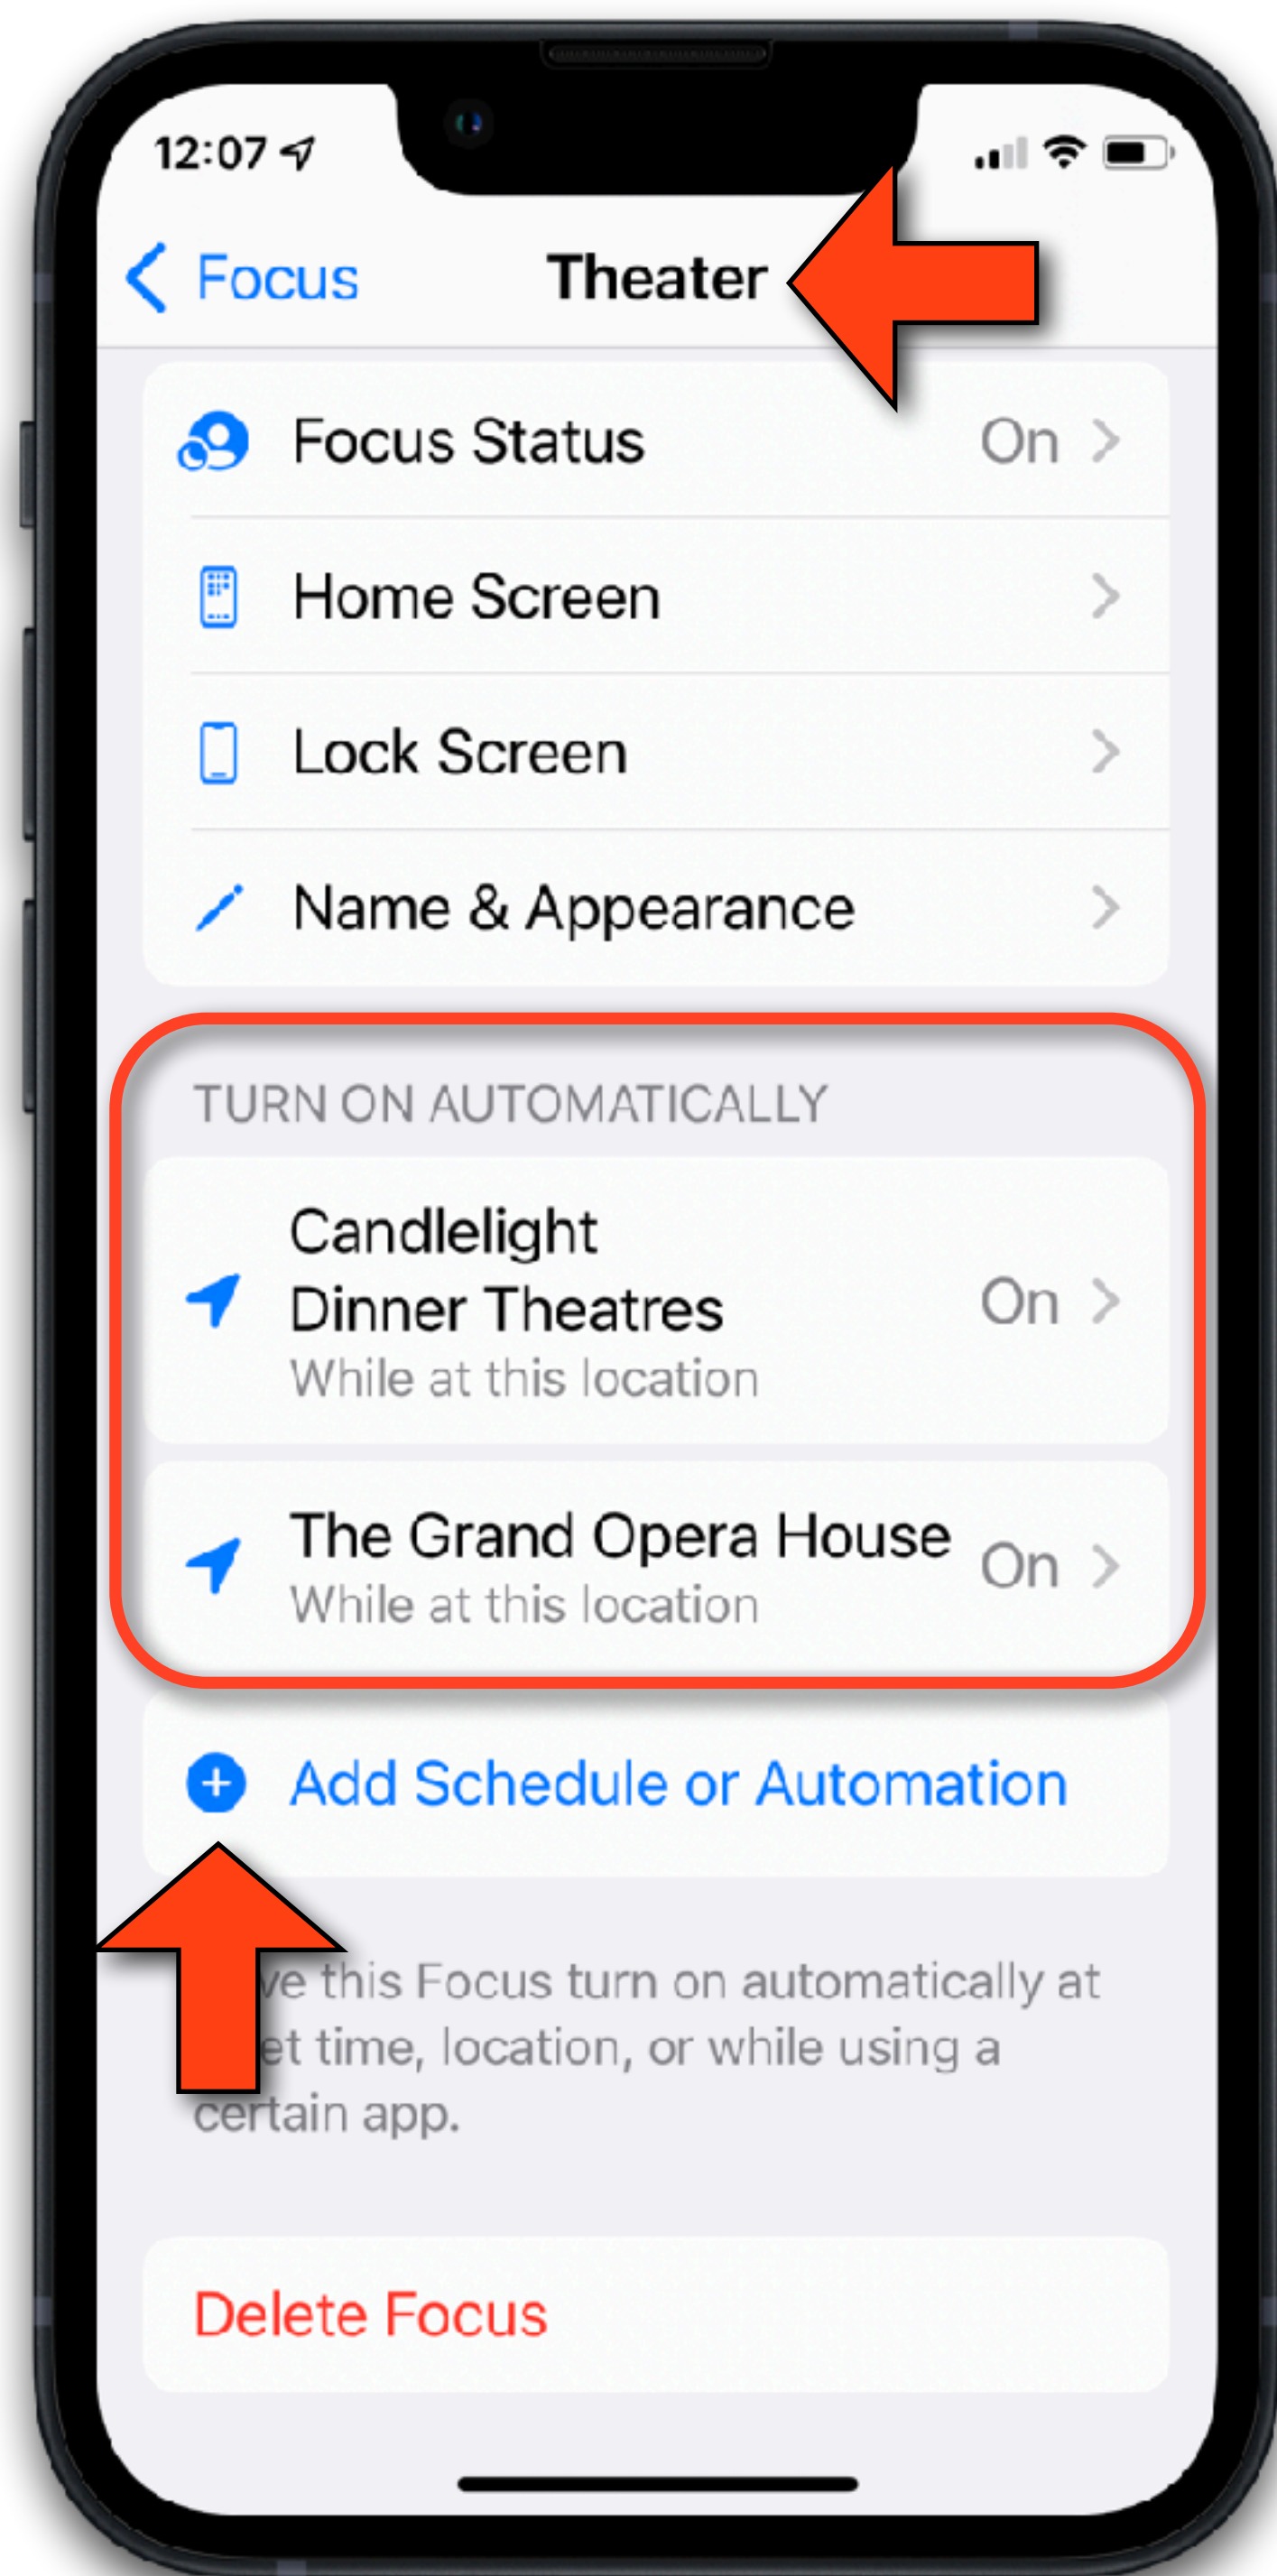 12:07
Focus
Theater
Focus Status
On
Home Screen
Lock Screen
Name & Appearance
TURN ON AUTOMATICALLY
Candlelight
Dinner Theatres
While at this location
On
The Grand Opera House
While at this location
On
Add Schedule or Automation
this Focus turn on automatically at
time, location, or while using a
certain app.
Delete Focus